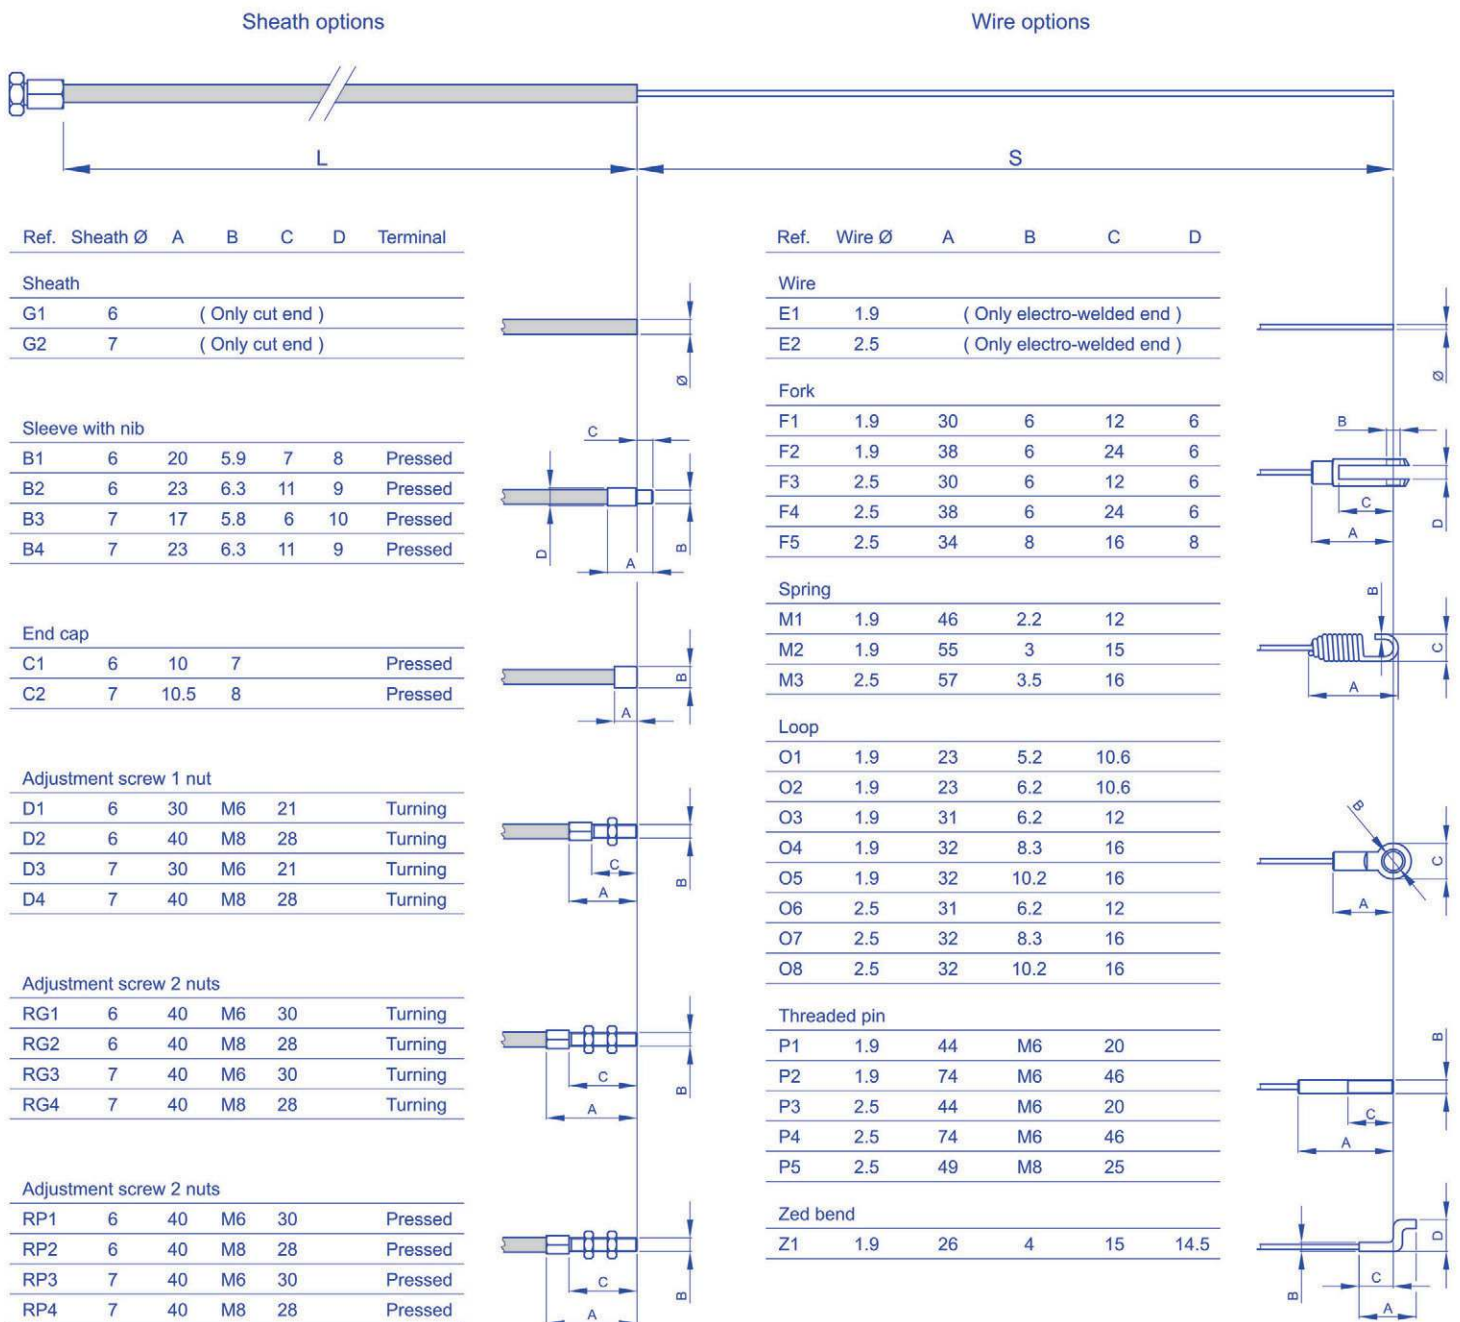 Sheath options
Wire options
L
S
Ref. Sheath Ø A B C D Terminal
Sheath
G1 6 ( Only cut end )
G2 7 ( Only cut end )
Ø
Sleeve with nib
B1 6 20 5.9 7 8 Pressed
B2 6 23 6.3 11 9 Pressed
B3 7 17 5.8 6 10 Pressed
B4 7 23 6.3 11 9 Pressed
C
D
A
B
End cap
C1 6 10 7 Pressed
C2 7 10.5 8 Pressed
B
A
Adjustment screw 1 nut
D1 6 30 M6 21 Turning
D2 6 40 M8 28 Turning
D3 7 30 M6 21 Turning
D4 7 40 M8 28 Turning
C
A
B
Adjustment screw 2 nuts
RG1 6 40 M6 30 Turning
RG2 6 40 M8 28 Turning
RG3 7 40 M6 30 Turning
RG4 7 40 M8 28 Turning
C
A
B
Adjustment screw 2 nuts
RP1 6 40 M6 30 Pressed
RP2 6 40 M8 28 Pressed
RP3 7 40 M6 30 Pressed
RP4 7 40 M8 28 Pressed
C
A
B
Ref. Wire Ø A B C D
Wire
E1 1.9 ( Only electro-welded end )
E2 2.5 ( Only electro-welded end )
Ø
Fork
F1 1.9 30 6 12 6
F2 1.9 38 6 24 6
F3 2.5 30 6 12 6
F4 2.5 38 6 24 6
F5 2.5 34 8 16 8
B
C
A
D
Spring
M1 1.9 46 2.2 12
M2 1.9 55 3 15
M3 2.5 57 3.5 16
B
C
A
Loop
O1 1.9 23 5.2 10.6
O2 1.9 23 6.2 10.6
O3 1.9 31 6.2 12
O4 1.9 32 8.3 16
O5 1.9 32 10.2 16
O6 2.5 31 6.2 12
O7 2.5 32 8.3 16
O8 2.5 32 10.2 16
B
C
A
Threaded pin
P1 1.9 44 M6 20
P2 1.9 74 M6 46
P3 2.5 44 M6 20
P4 2.5 74 M6 46
P5 2.5 49 M8 25
B
C
A
Zed bend
Z1 1.9 26 4 15 14.5
D
B
C
A